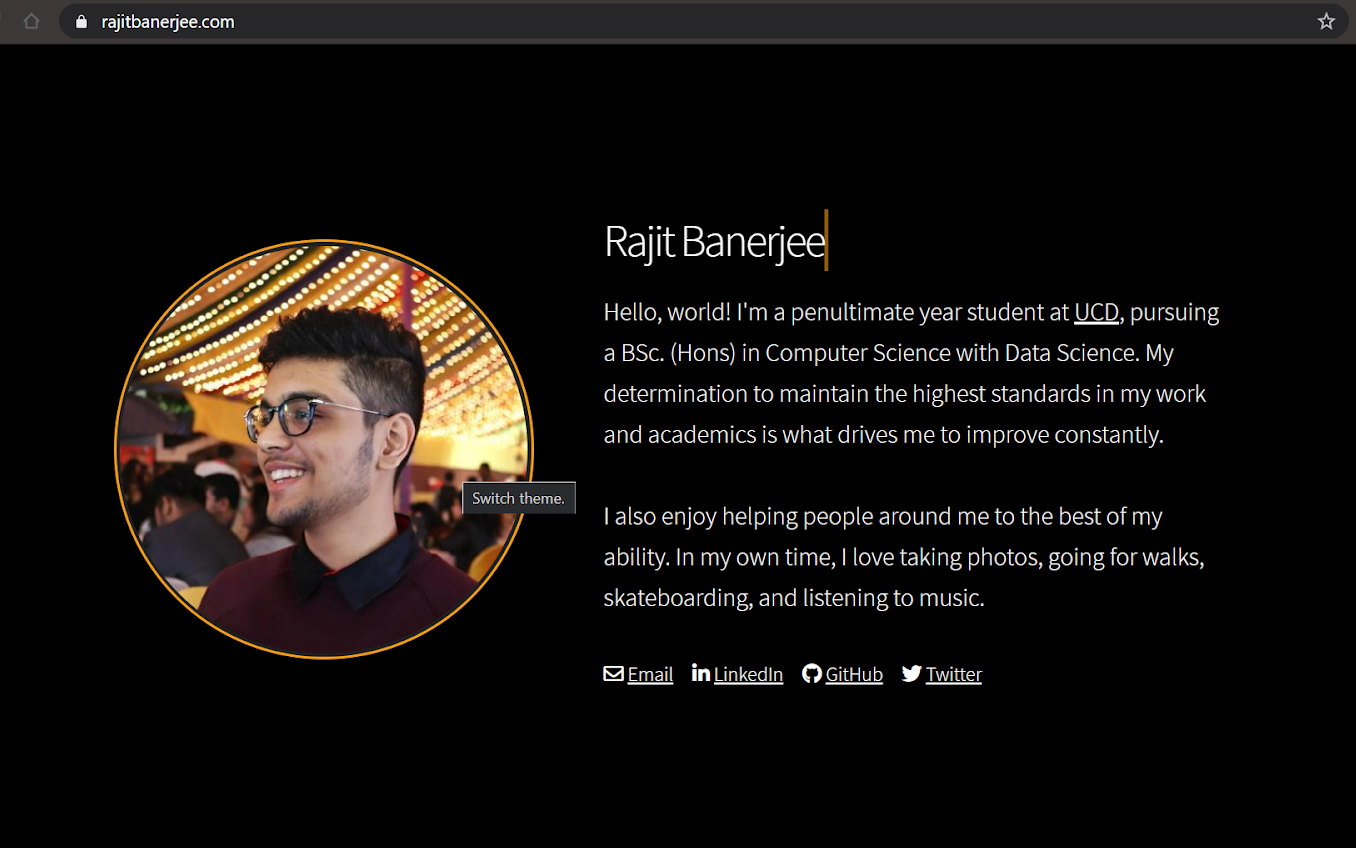 rajitbanerjee.com
Rajit Banerjee
Hello, world! I'm a penultimate year student at UCD, pursuing
a BSc. (Hons) in Computer Science with Data Science. My
determination to maintain the highest standards in my work
and academics is what drives me to improve constantly.
Switch theme.
I also enjoy helping people around me to the best of my
ability. In my own time, I love taking photos, going for walks,
skateboarding, and listening to music.
Email LinkedIn GitHub Twitter